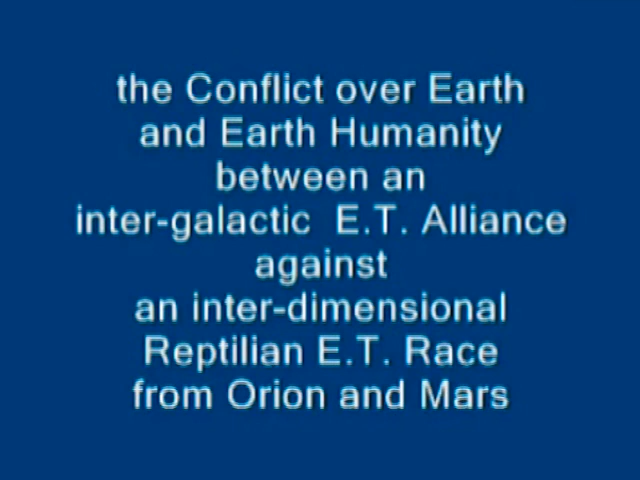 the Conflict over Earth
and Earth Humanity
between an
inter-galactic  E.T. Alliance
against
an inter-dimensional
Reptilian E.T. Race
from Orion and Mars